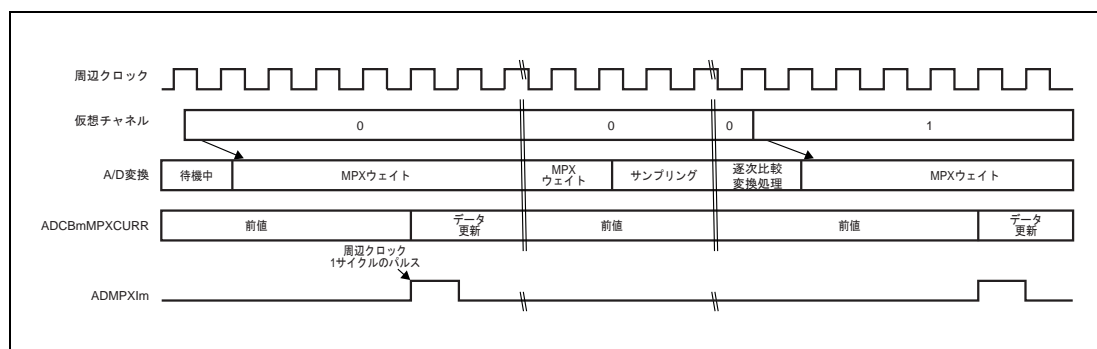 周辺クロック
仮想チャネル
0
0
0
1
A/D変換
待機中
MPXウェイト
MPX
ウェイト
サンプリング
逐次比較
変換処理
MPXウェイト
ADCBmMPXCURR
前値
データ
更新
前値
前値
データ
更新
周辺クロック
1サイクルのパルス
ADMPXIm